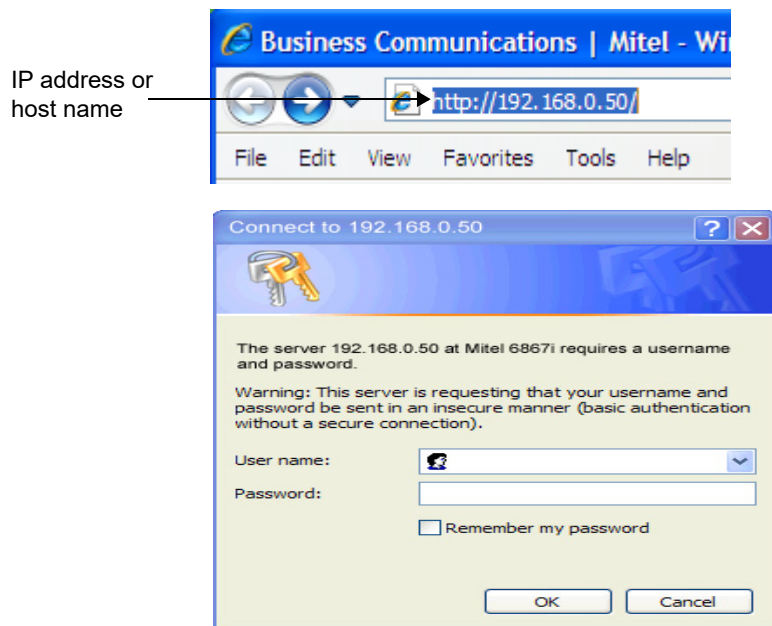 Business Communications | Mitel - Wi
IP address or
host name
http://192.168.0.50/
File Edit View Favorites Tools Help
Connect to 192.168.0.50
The server 192.168.0.50 at Mitel 6867i requires a username
and password.
Warning: This server is requesting that your username and
password be sent in an insecure manner (basic authentication
without a secure connection).
User name:
Password:
Remember my password
OK Cancel